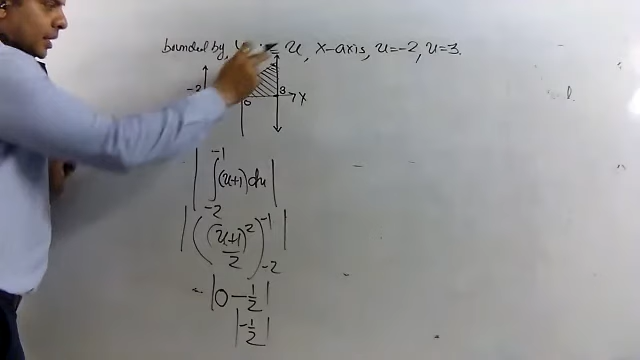 bounded by, y = x, x-axis, x=-2, x=3.
-2 0 3 X
| ∫_{-2}^{-1} (x+1) dx |
| ( (x+1)^2 / 2 )_{-2}^{-1} |
= | 0 - 1/2 |
| -1/2 |